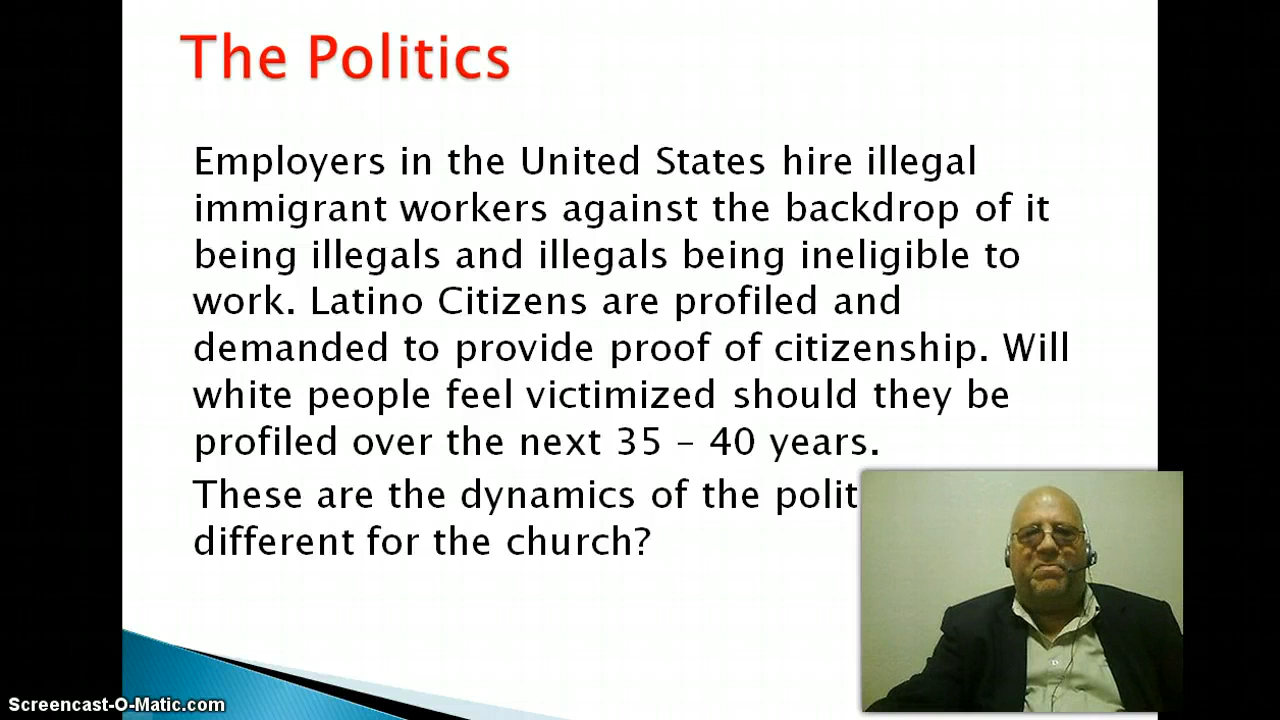 The Politics
Employers in the United States hire illegal
immigrant workers against the backdrop of it
being illegals and illegals being ineligible to
work. Latino Citizens are profiled and
demanded to provide proof of citizenship. Will
white people feel victimized should they be
profiled over the next 35 – 40 years.
These are the dynamics of the
different for the church?
Screencast-O-Matic.com